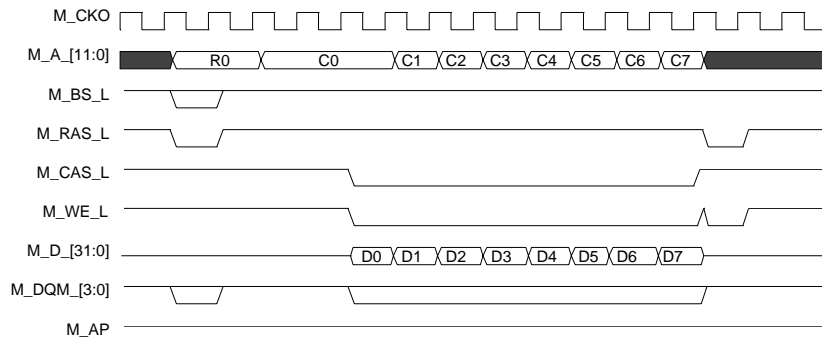 M_CKO
M_A_[11:0] R0 C0 C1 C2 C3 C4 C5 C6 C7
M_BS_L
M_RAS_L
M_CAS_L
M_WE_L
M_D_[31:0] D0 D1 D2 D3 D4 D5 D6 D7
M_DQM_[3:0]
M_AP